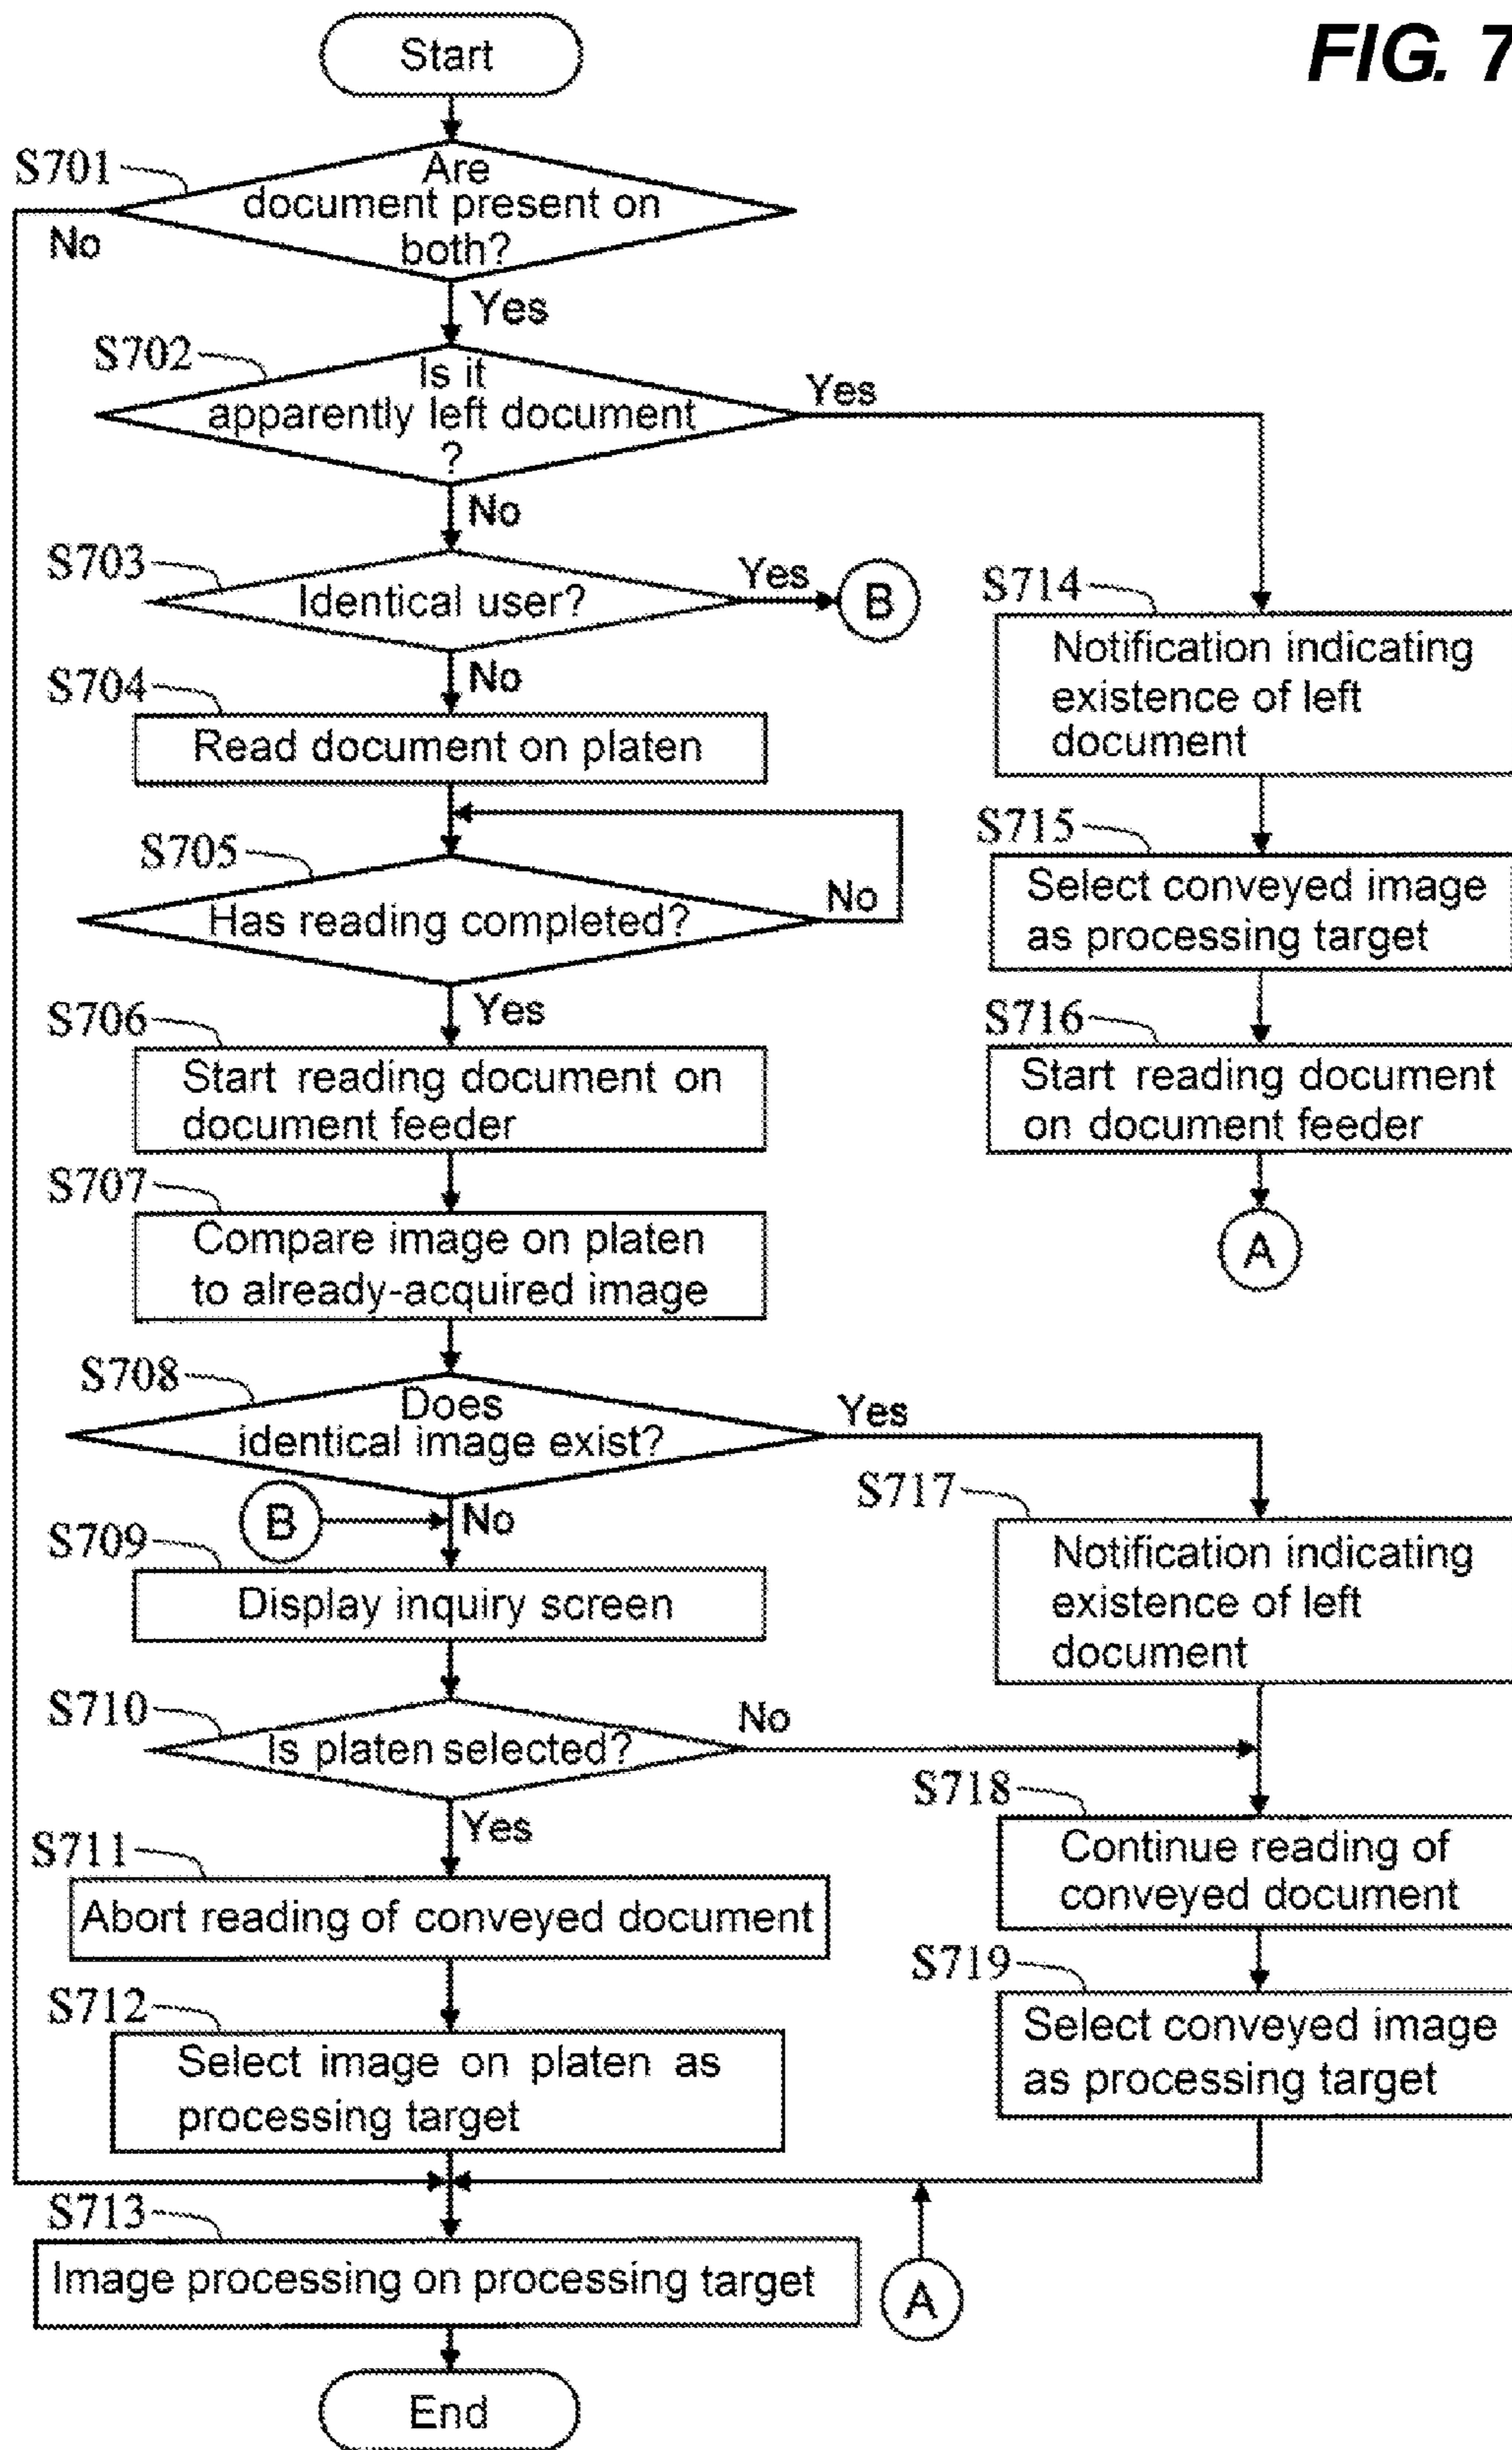 FIG. 7
Start
S701
Are
document present on
both?
No
Yes
S702
Is it
apparently left document
?
Yes
No
S703
Identical user?
Yes
B
No
S704
Read document on platen
S705
Has reading completed?
No
Yes
S706
Start reading document on
document feeder
S707
Compare image on platen
to already-acquired image
S708
Does
identical image exist?
Yes
B
No
S709
Display inquiry screen
S710
Is platen selected?
No
Yes
S711
Abort reading of conveyed document
S712
Select image on platen as
processing target
S713
Image processing on processing target
End
S714
Notification indicating
existence of left
document
S715
Select conveyed image
as processing target
S716
Start reading document
on document feeder
A
S717
Notification indicating
existence of left
document
S718
Continue reading of
conveyed document
S719
Select conveyed image
as processing target
A